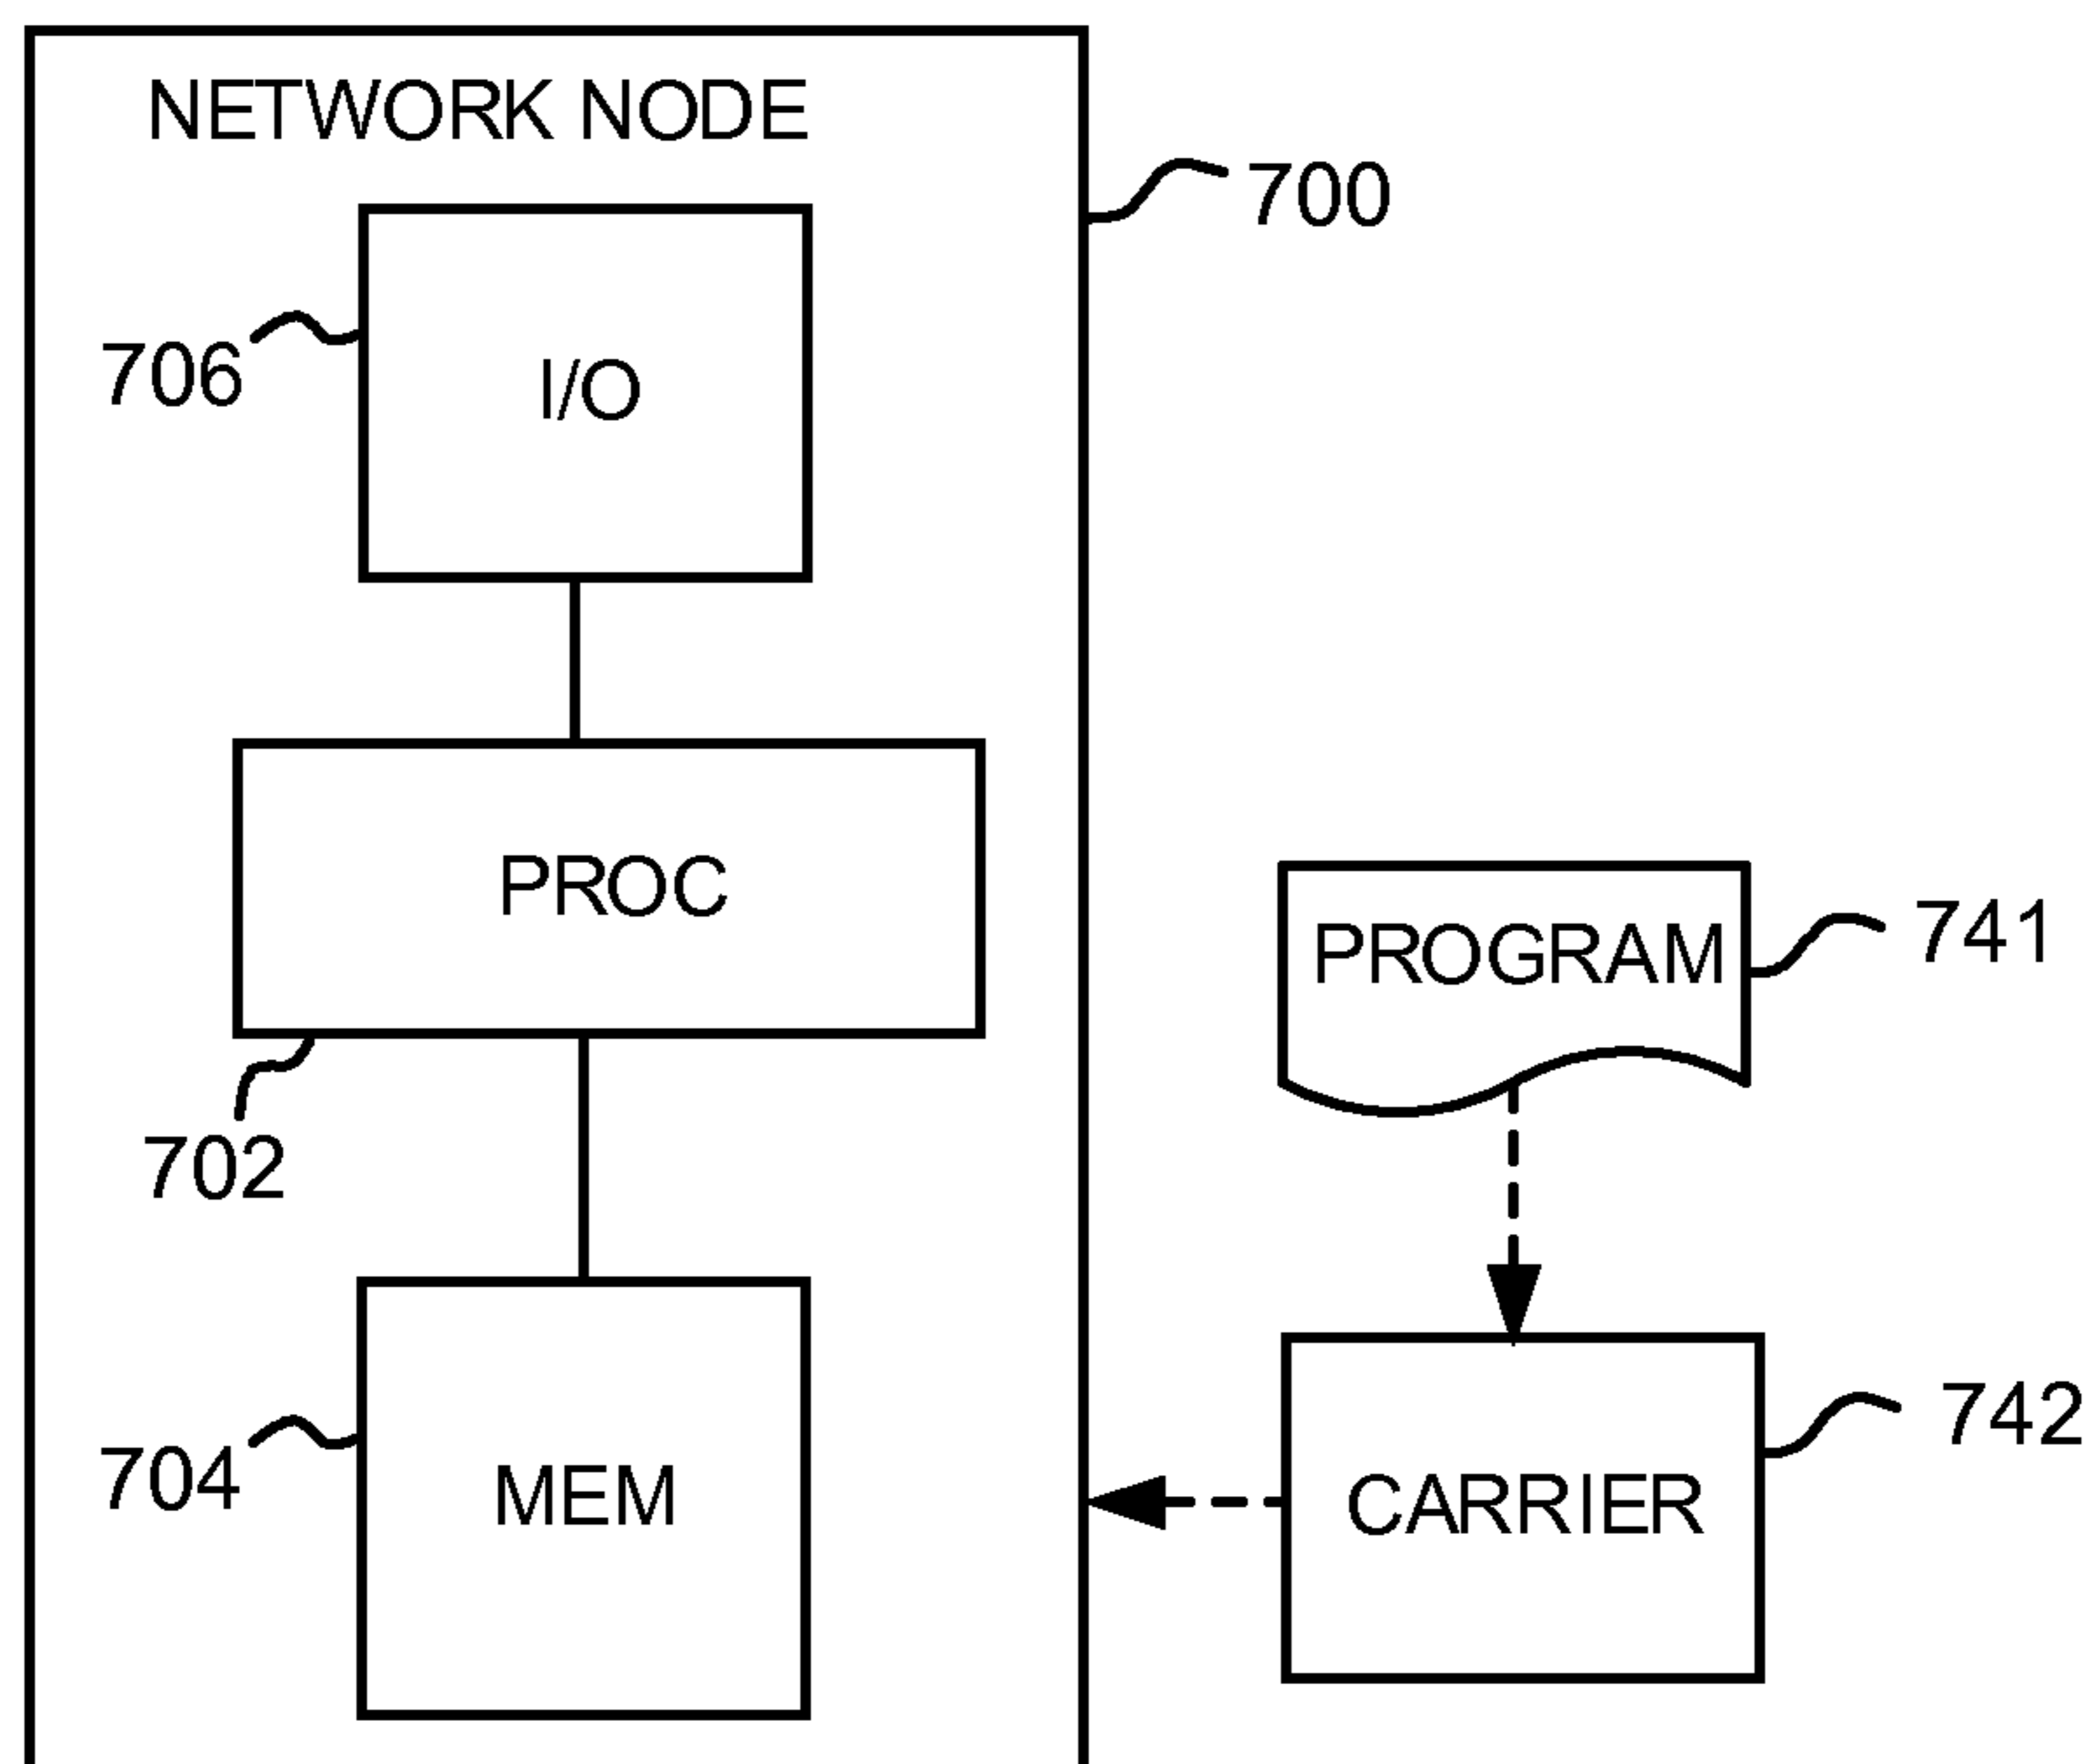 NETWORK NODE
700
706
I/O
PROC
PROGRAM
741
702
742
704
MEM
CARRIER